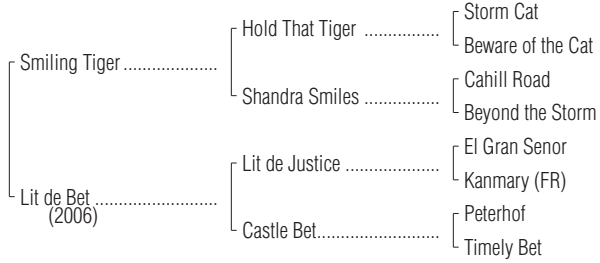 Storm Cat
Hold That Tiger ..................
Beware of the Cat
Smiling Tiger ......................
Cahill Road
Shandra Smiles ..................
Beyond the Storm
El Gran Senor
Lit de Justice ......................
Kanmary (FR)
Lit de Bet .............................
(2006)
Peterhof
Castle Bet.............................
Timely Bet